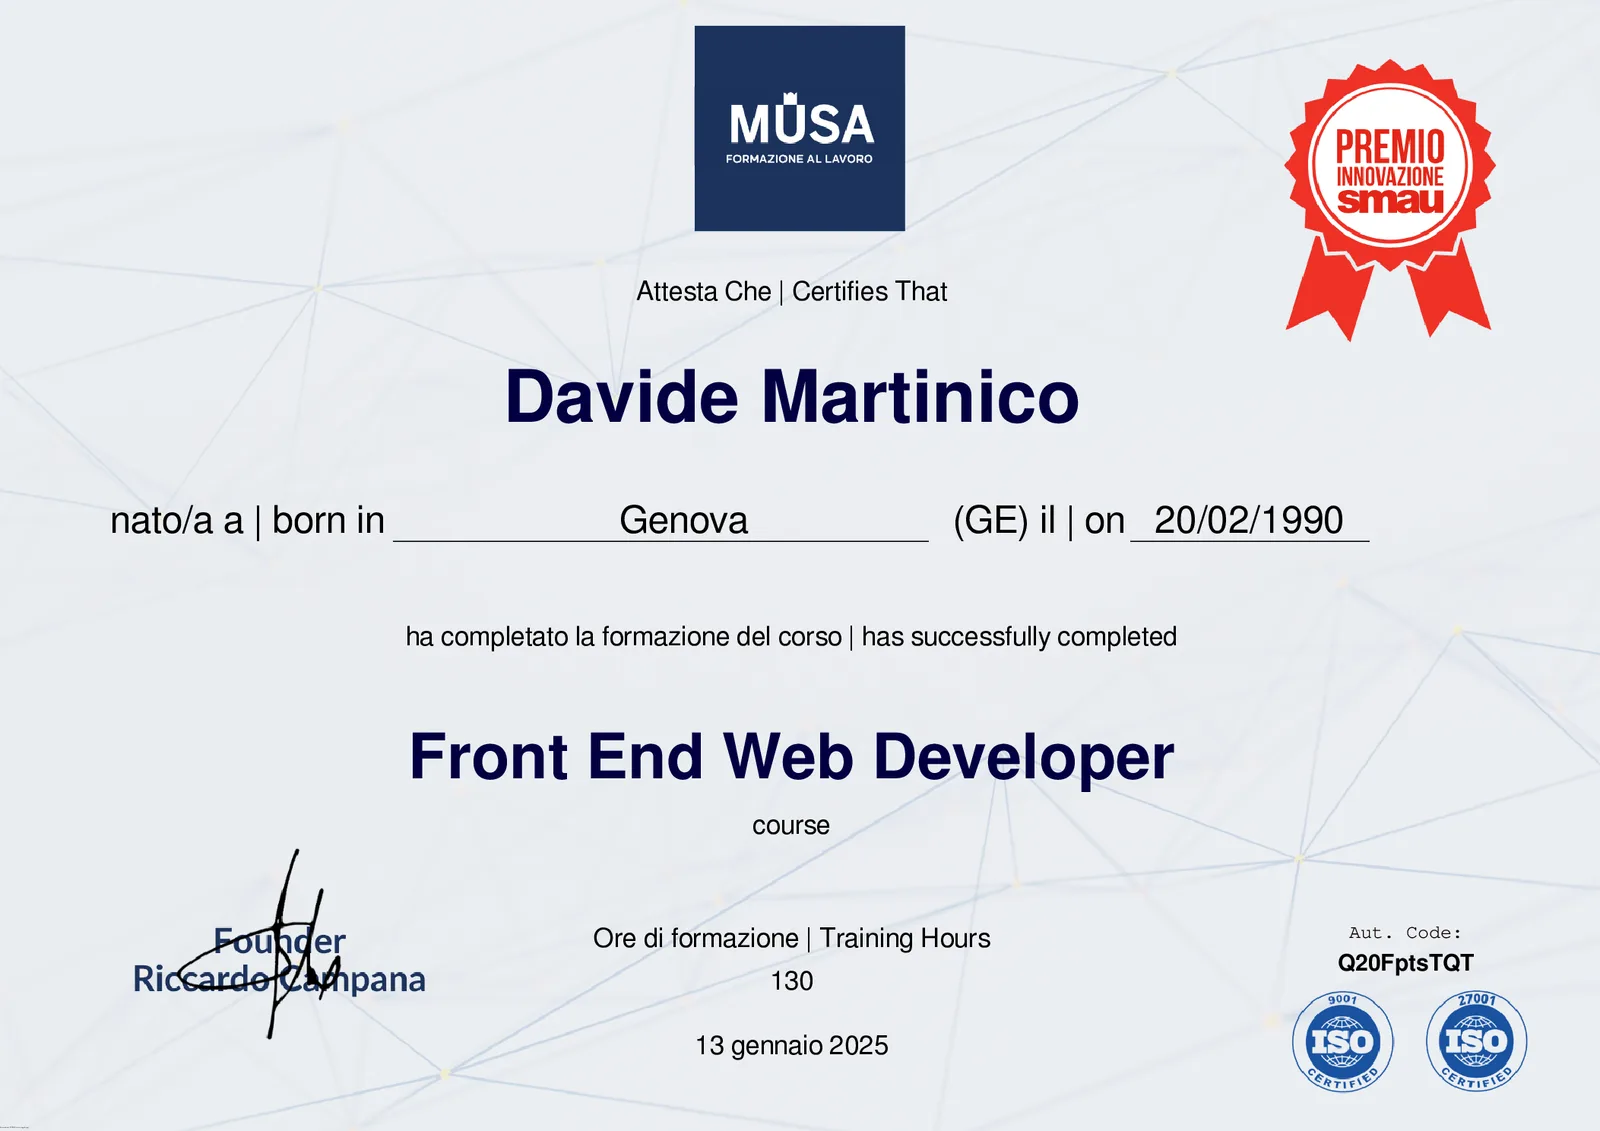 MUSA
FORMAZIONE AL LAVORO
PREMIO
INNOVAZIONE
smau
Attesta Che | Certifies That
Davide Martinico
nato/a a | born in Genova (GE) il | on 20/02/1990
ha completato la formazione del corso | has successfully completed
Front End Web Developer
course
Founder
Riccardo Campana
Ore di formazione | Training Hours
130
13 gennaio 2025
Aut. Code:
Q20FptsTQT
9001
ISO
CERTIFIED
27001
ISO
CERTIFIED